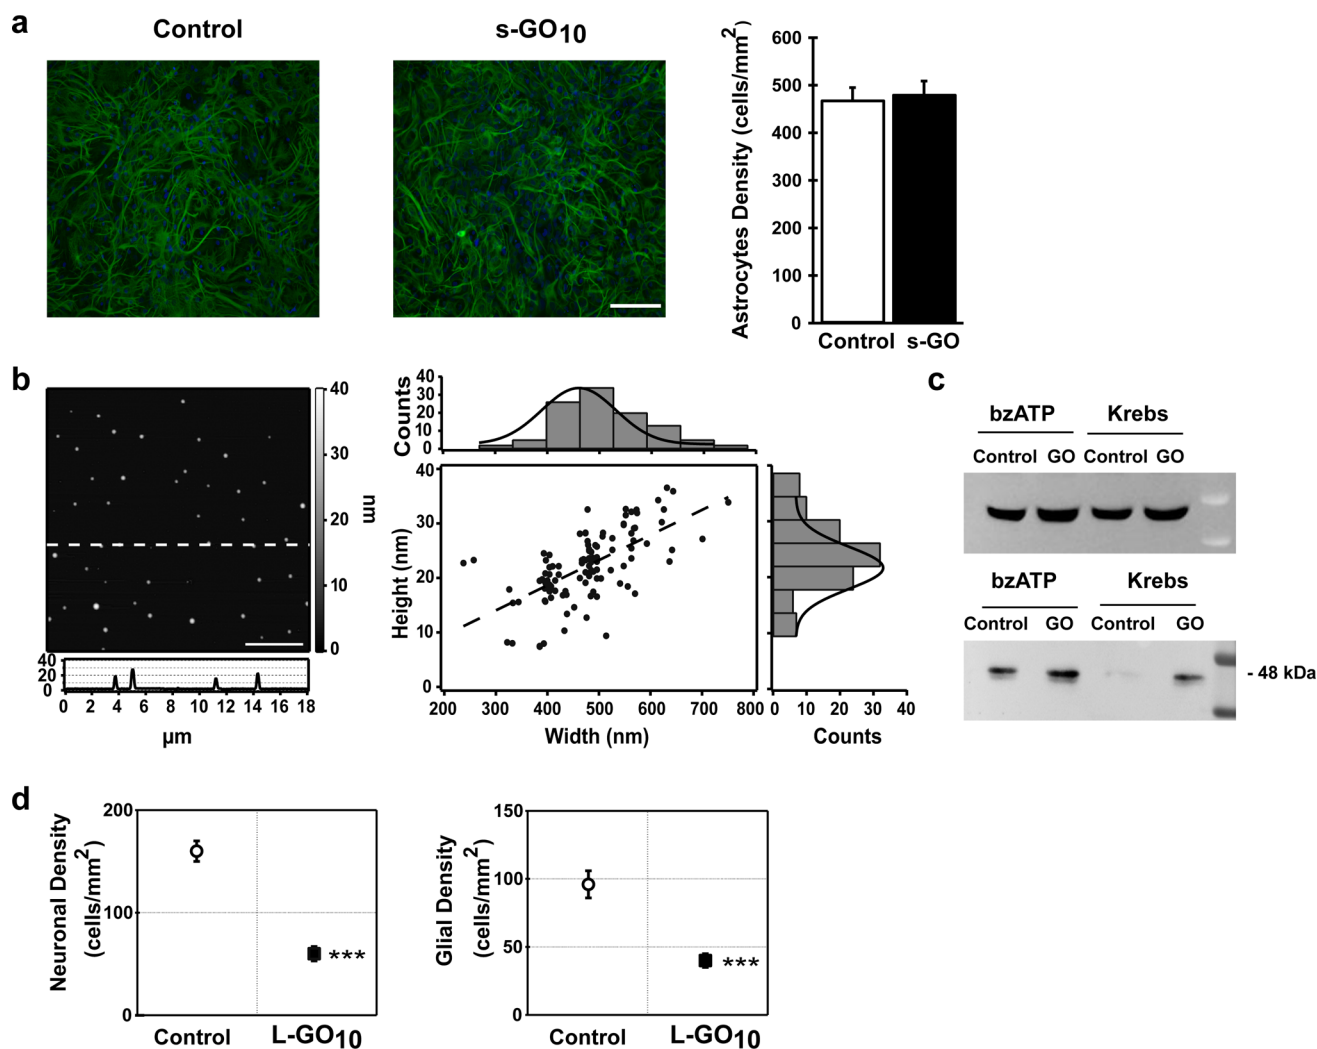 a
Control
s-GO10
Astrocytes Density (cells/mm2)
600
500
400
300
200
100
0
Control s-GO
b
40
30
20
10
0
nm
40
20
0
0 2 4 6 8 10 12 14 16 18
µm
Counts
40
30
20
10
0
Height (nm)
40
30
20
10
0
200 300 400 500 600 700 800
Width (nm)
0 10 20 30 40
Counts
c
bzATP Krebs
Control GO Control GO
bzATP Krebs
Control GO Control GO
- 48 kDa
d
Neuronal Density
(cells/mm2)
200
100
0
Control L-GO10
***
Glial Density
(cells/mm2)
150
100
50
0
Control L-GO10
***